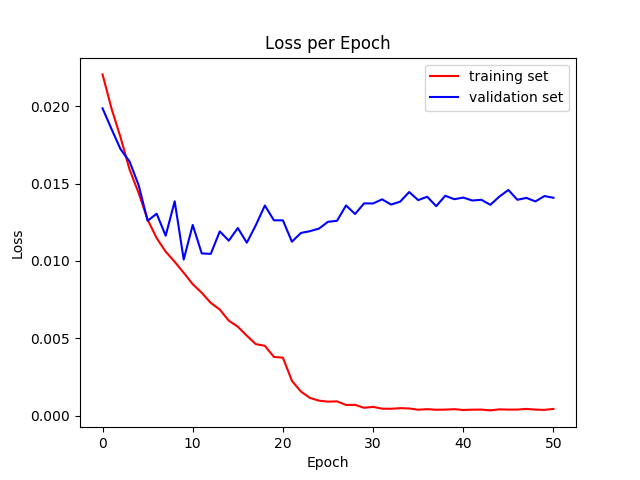 Loss per Epoch
training set
validation set
0.020
0.015
0.010
0.005
0.000
Loss
0 10 20 30 40 50
Epoch